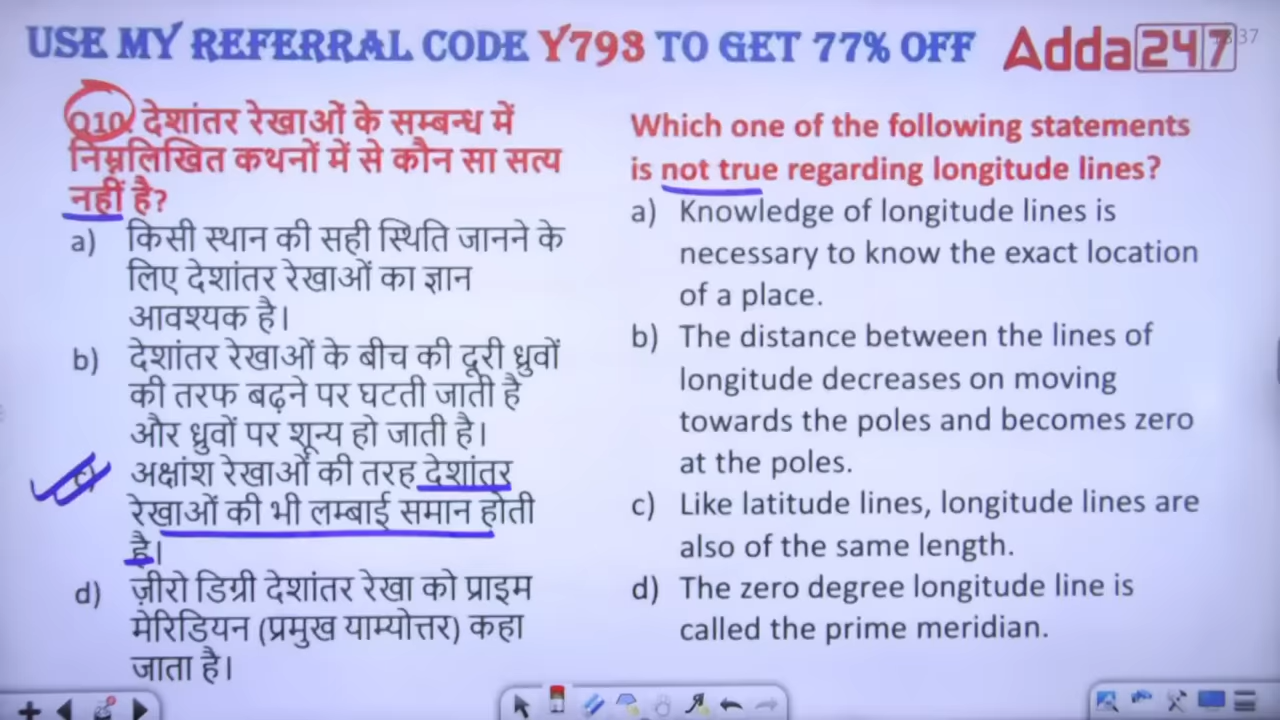 USE MY REFERRAL CODE Y793 TO GET 77% OFF
Adda247
37
Q10. देशांतर रेखाओं के सम्बन्ध में
निम्नलिखित कथनों में से कौन सा सत्य
नहीं है?
a) किसी स्थान की सही स्थिति जानने के
लिए देशांतर रेखाओं का ज्ञान
आवश्यक है।
b) देशांतर रेखाओं के बीच की दूरी ध्रुवों
की तरफ बढ़ने पर घटती जाती है
और ध्रुवों पर शून्य हो जाती है।
c) अक्षांश रेखाओं की तरह देशांतर
रेखाओं की भी लम्बाई समान होती
है।
d) ज़ीरो डिग्री देशांतर रेखा को प्राइम
मेरिडियन (प्रमुख याम्योत्तर) कहा
जाता है।
Which one of the following statements
is not true regarding longitude lines?
a) Knowledge of longitude lines is
necessary to know the exact location
of a place.
b) The distance between the lines of
longitude decreases on moving
towards the poles and becomes zero
at the poles.
c) Like latitude lines, longitude lines are
also of the same length.
d) The zero degree longitude line is
called the prime meridian.